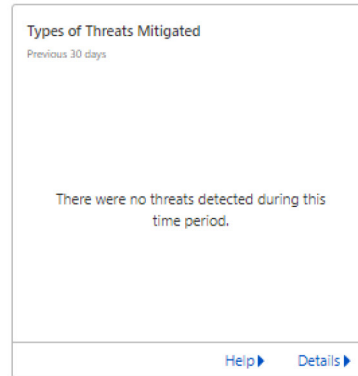 Types of Threats Mitigated
Previous 30 days
There were no threats detected during this
time period.
Help
Details